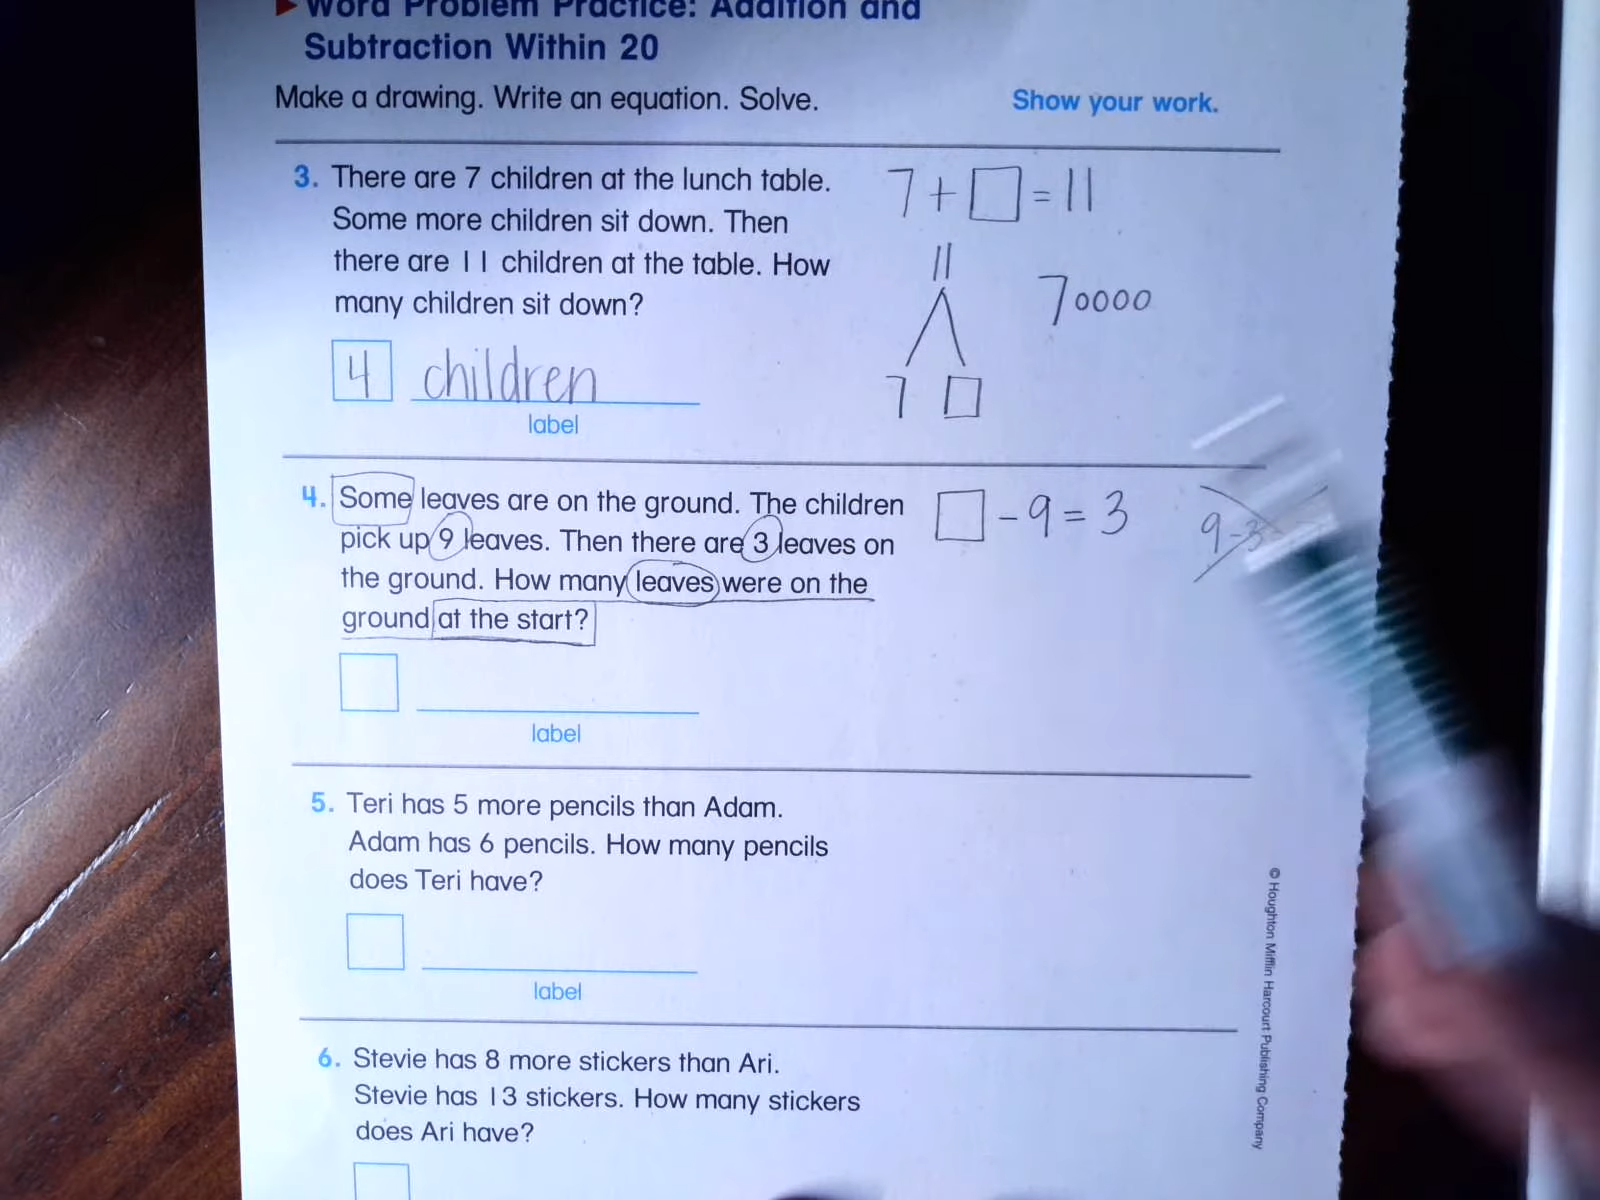 Word Problem Practice: Addition and
Subtraction Within 20
Make a drawing. Write an equation. Solve.
Show your work.
3. There are 7 children at the lunch table.
Some more children sit down. Then
there are 11 children at the table. How
many children sit down?
4 children
label
7 + □ = 11
11
7 □
7 0000
4. Some leaves are on the ground. The children
pick up 9 leaves. Then there are 3 leaves on
the ground. How many leaves were on the
ground at the start?
label
□ - 9 = 3
9-3
5. Teri has 5 more pencils than Adam.
Adam has 6 pencils. How many pencils
does Teri have?
label
6. Stevie has 8 more stickers than Ari.
Stevie has 13 stickers. How many stickers
does Ari have?
© Houghton Mifflin Harcourt Publishing Company